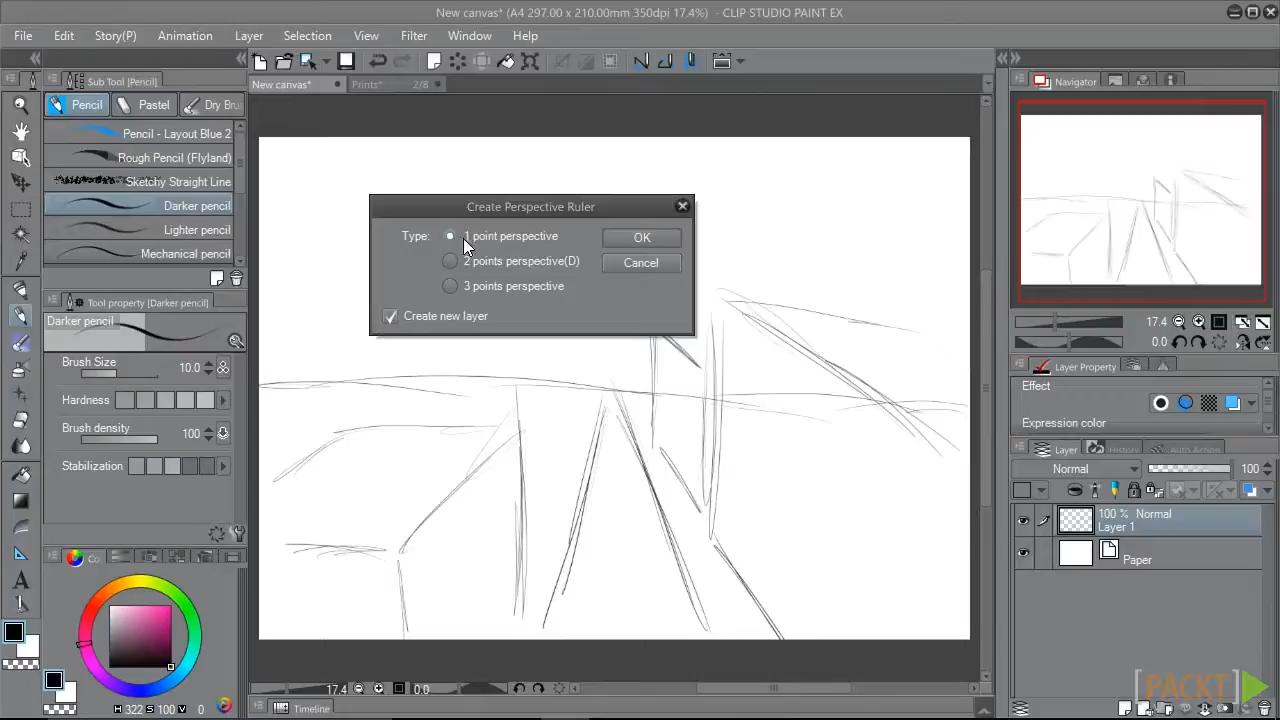 New canvas* (A4 297.00 x 210.00mm 350dpi 17.4%) - CLIP STUDIO PAINT EX
File Edit Story(P) Animation Layer Selection View Filter Window Help
Sub Tool [Pencil]
New canvas* Prints* 2/8
Navigator
Pencil Pastel Dry Bru
Pencil - Layout Blue 2
Rough Pencil (Flyland)
Sketchy Straight Line
Darker pencil
Lighter pencil
Mechanical pencil
Create Perspective Ruler
Type: 1 point perspective OK
2 points perspective(D) Cancel
3 points perspective
Create new layer
Tool property [Darker pencil]
Darker pencil
Brush Size 10.0
Hardness
Brush density 100
Stabilization
17.4
0.0
Layer Property
Effect
Expression color
Layer History Auto Action
Normal 100
100 % Normal
Layer 1
Paper
Co
H 322 S 100 V 0
17.4 0.0
Timeline
PACKT